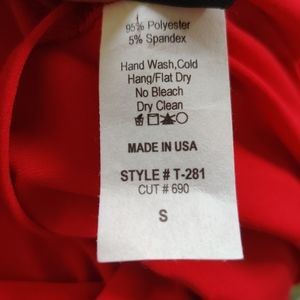 95% Polyester
5% Spandex
Hand Wash,Cold
Hang/Flat Dry
No Bleach
Dry Clean
MADE IN USA
STYLE # T-281
CUT # 690
S